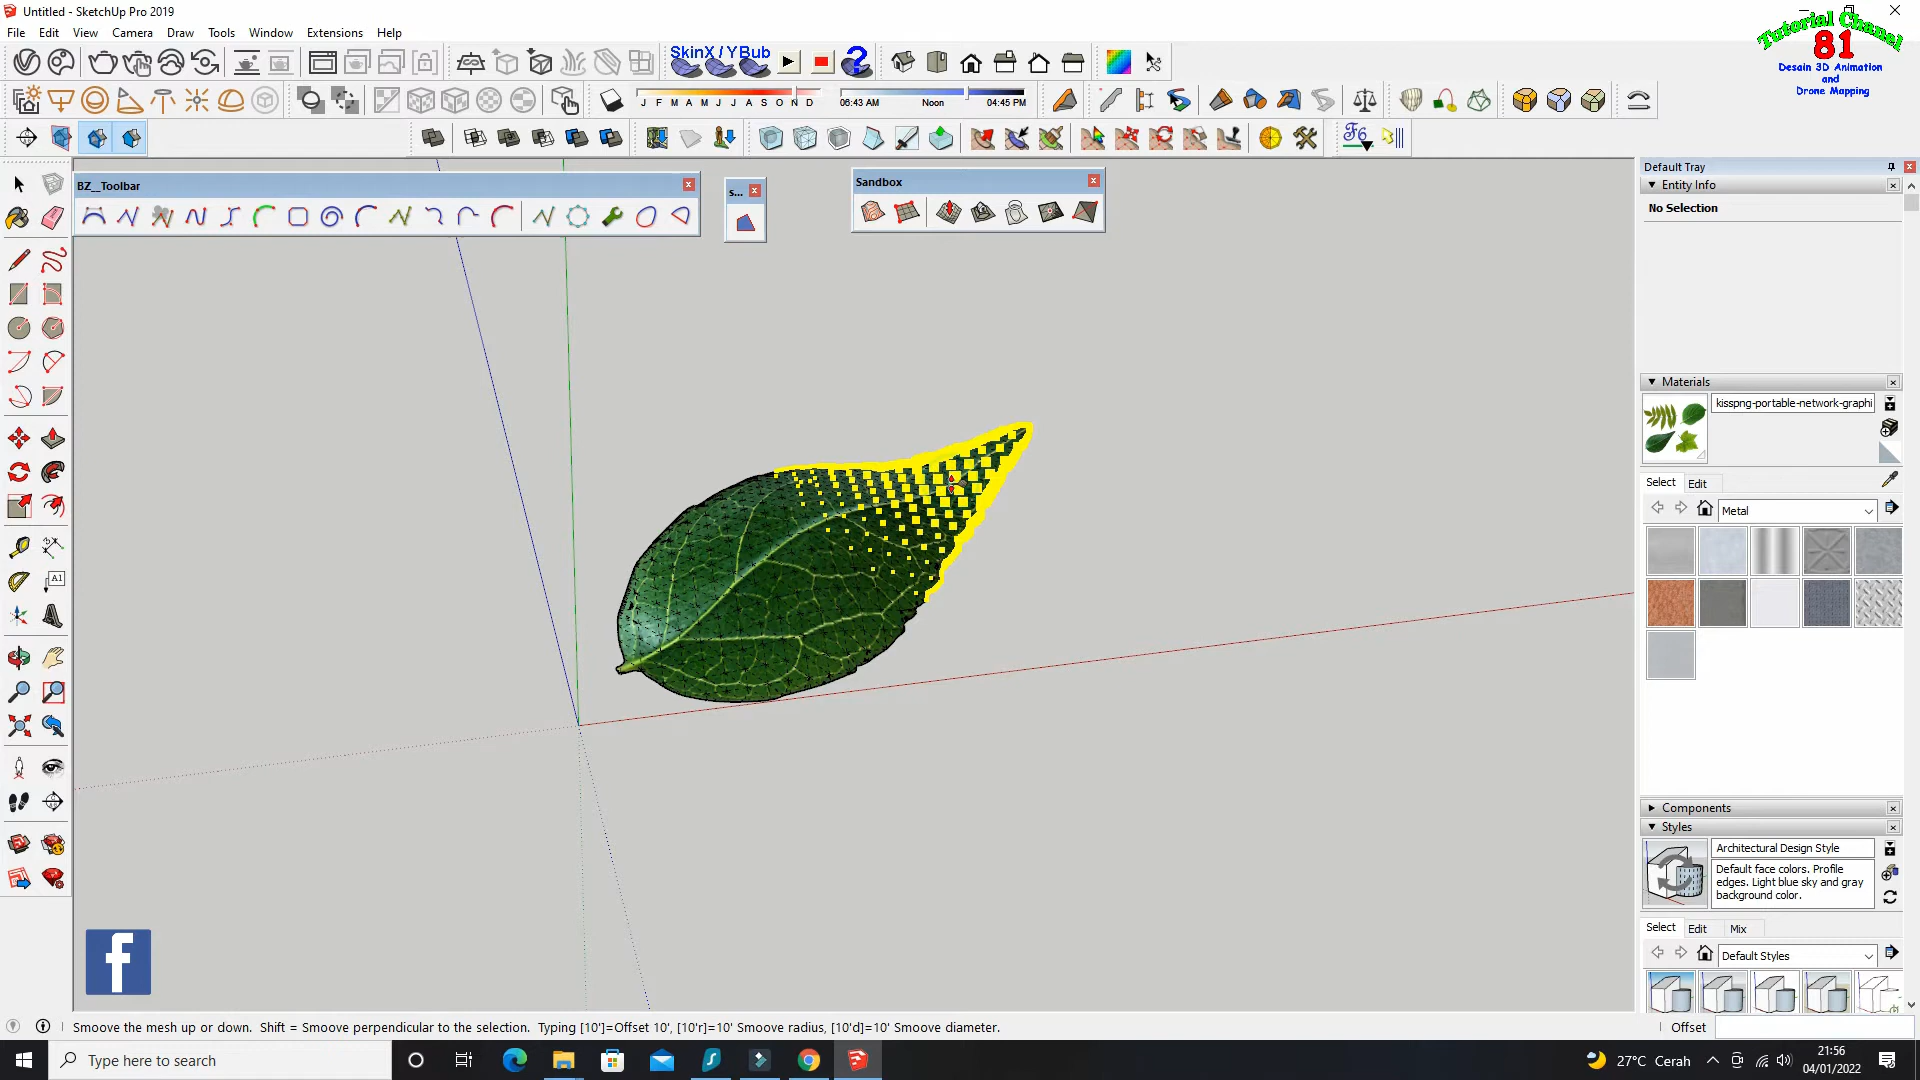 Untitled - SketchUp Pro 2019
File Edit View Camera Draw Tools Window Extensions Help
Tutorial Chanel
81
Desain 3D Animation
and
Drone Mapping
SkinX / YBub
J F M A M J J A S O N D
06:43 AM Noon 04:45 PM
BZ__Toolbar
s...
Sandbox
A1
Default Tray
Entity Info
No Selection
Materials
kisspng-portable-network-graphi
Select Edit
Metal
Components
Styles
Architectural Design Style
Default face colors. Profile
edges. Light blue sky and gray
background color.
Select Edit Mix
Default Styles
f
Smoove the mesh up or down. Shift = Smoove perpendicular to the selection. Typing [10']=Offset 10', [10'r]=10' Smoove radius, [10'd]=10' Smoove diameter.
Offset
Type here to search
27°C Cerah
21:56
04/01/2022